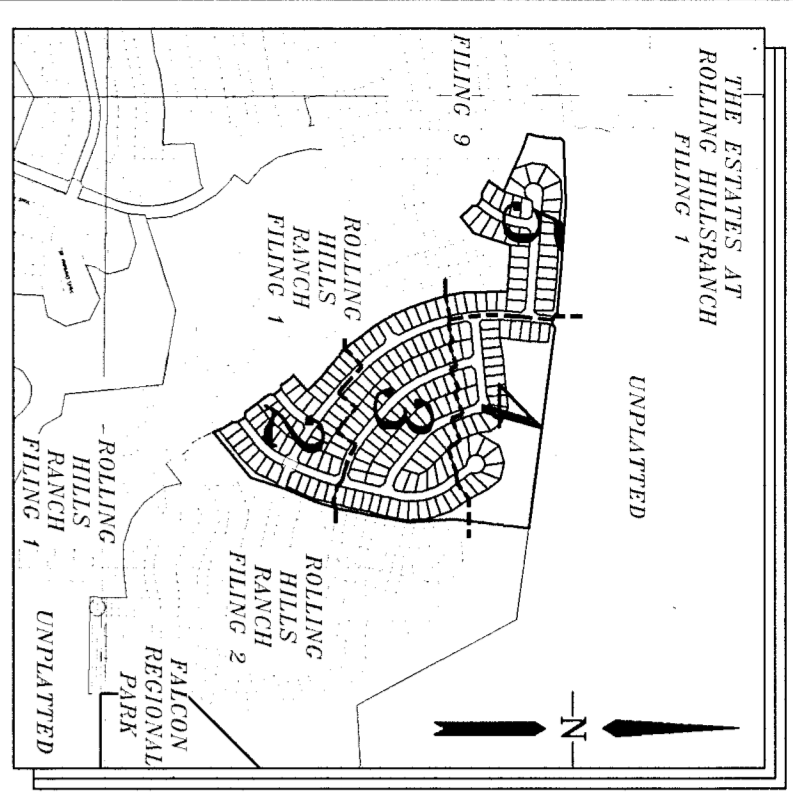 THE ESTATES AT
ROLLING HILLSRANCH
FILING 1
UNPLATTED
FILING 9
ROLLING
HILLS
RANCH
FILING 1
4
3
2
ROLLING
HILLS
RANCH
FILING 2
ROLLING
HILLS
RANCH
FILING 1
FALCON
REGIONAL
PARK
UNPLATTED
N